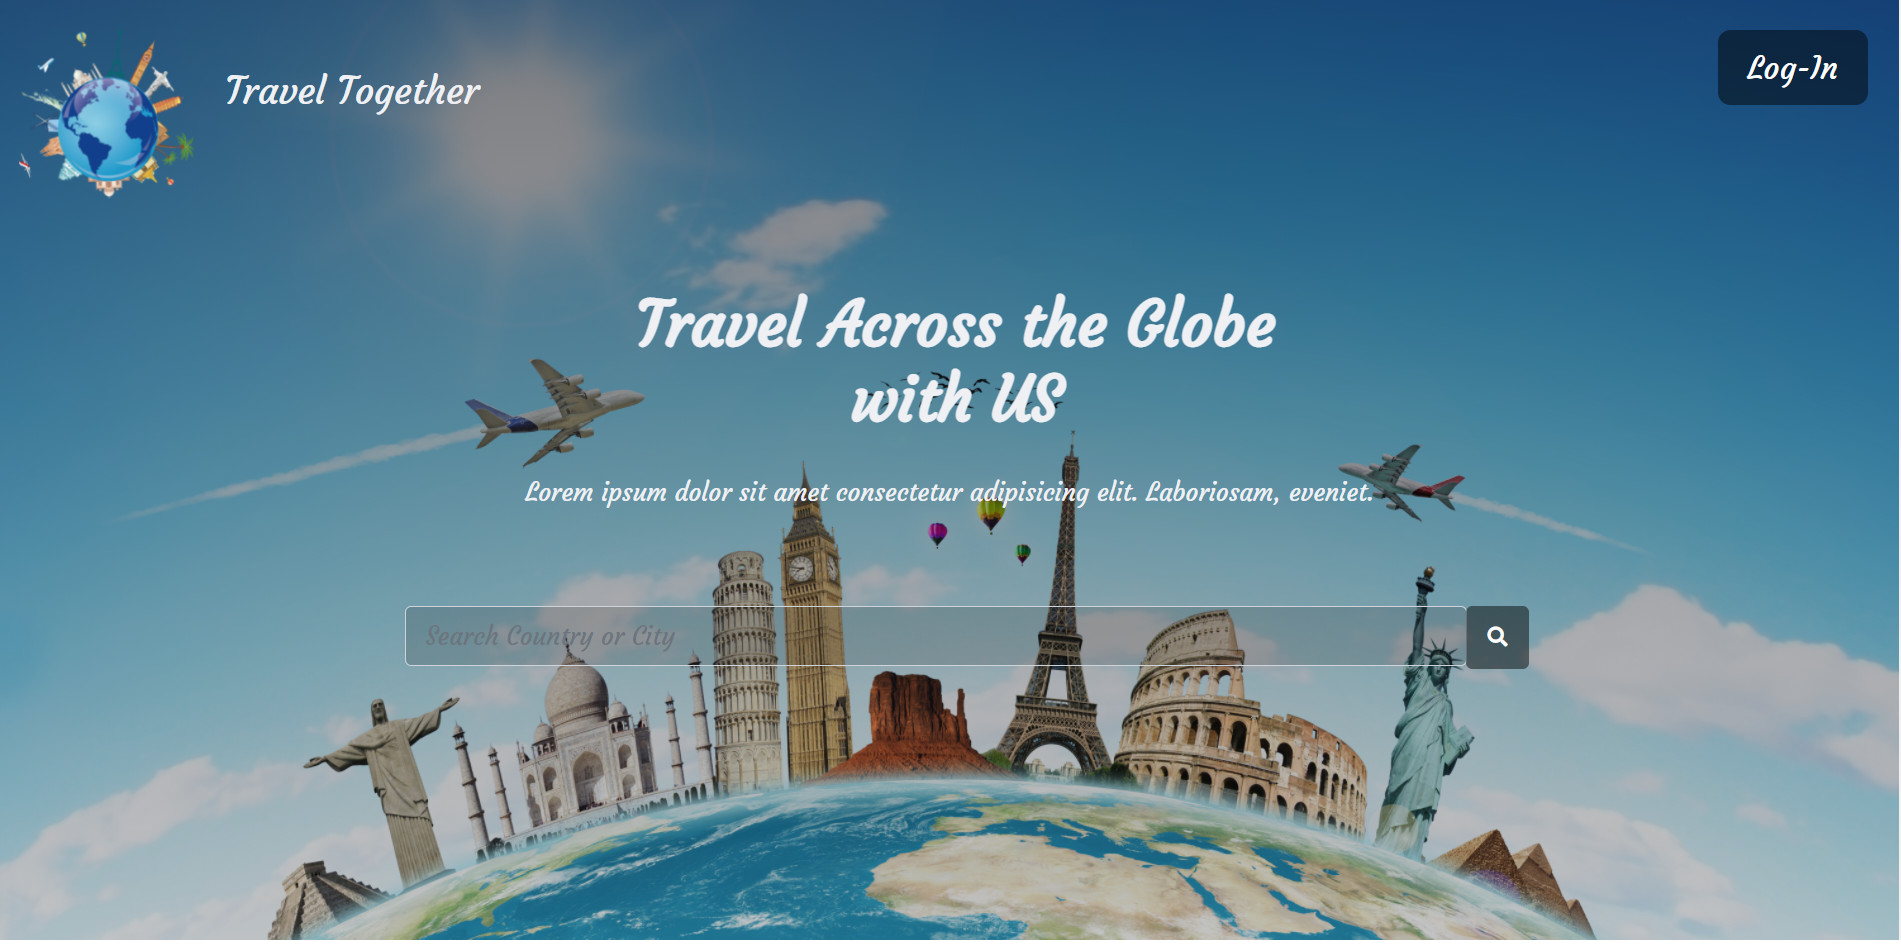 Travel Together
Log-In
Travel Across the Globe
with US
Lorem ipsum dolor sit amet consectetur adipisicing elit. Laboriosam, eveniet.
Search Country or City